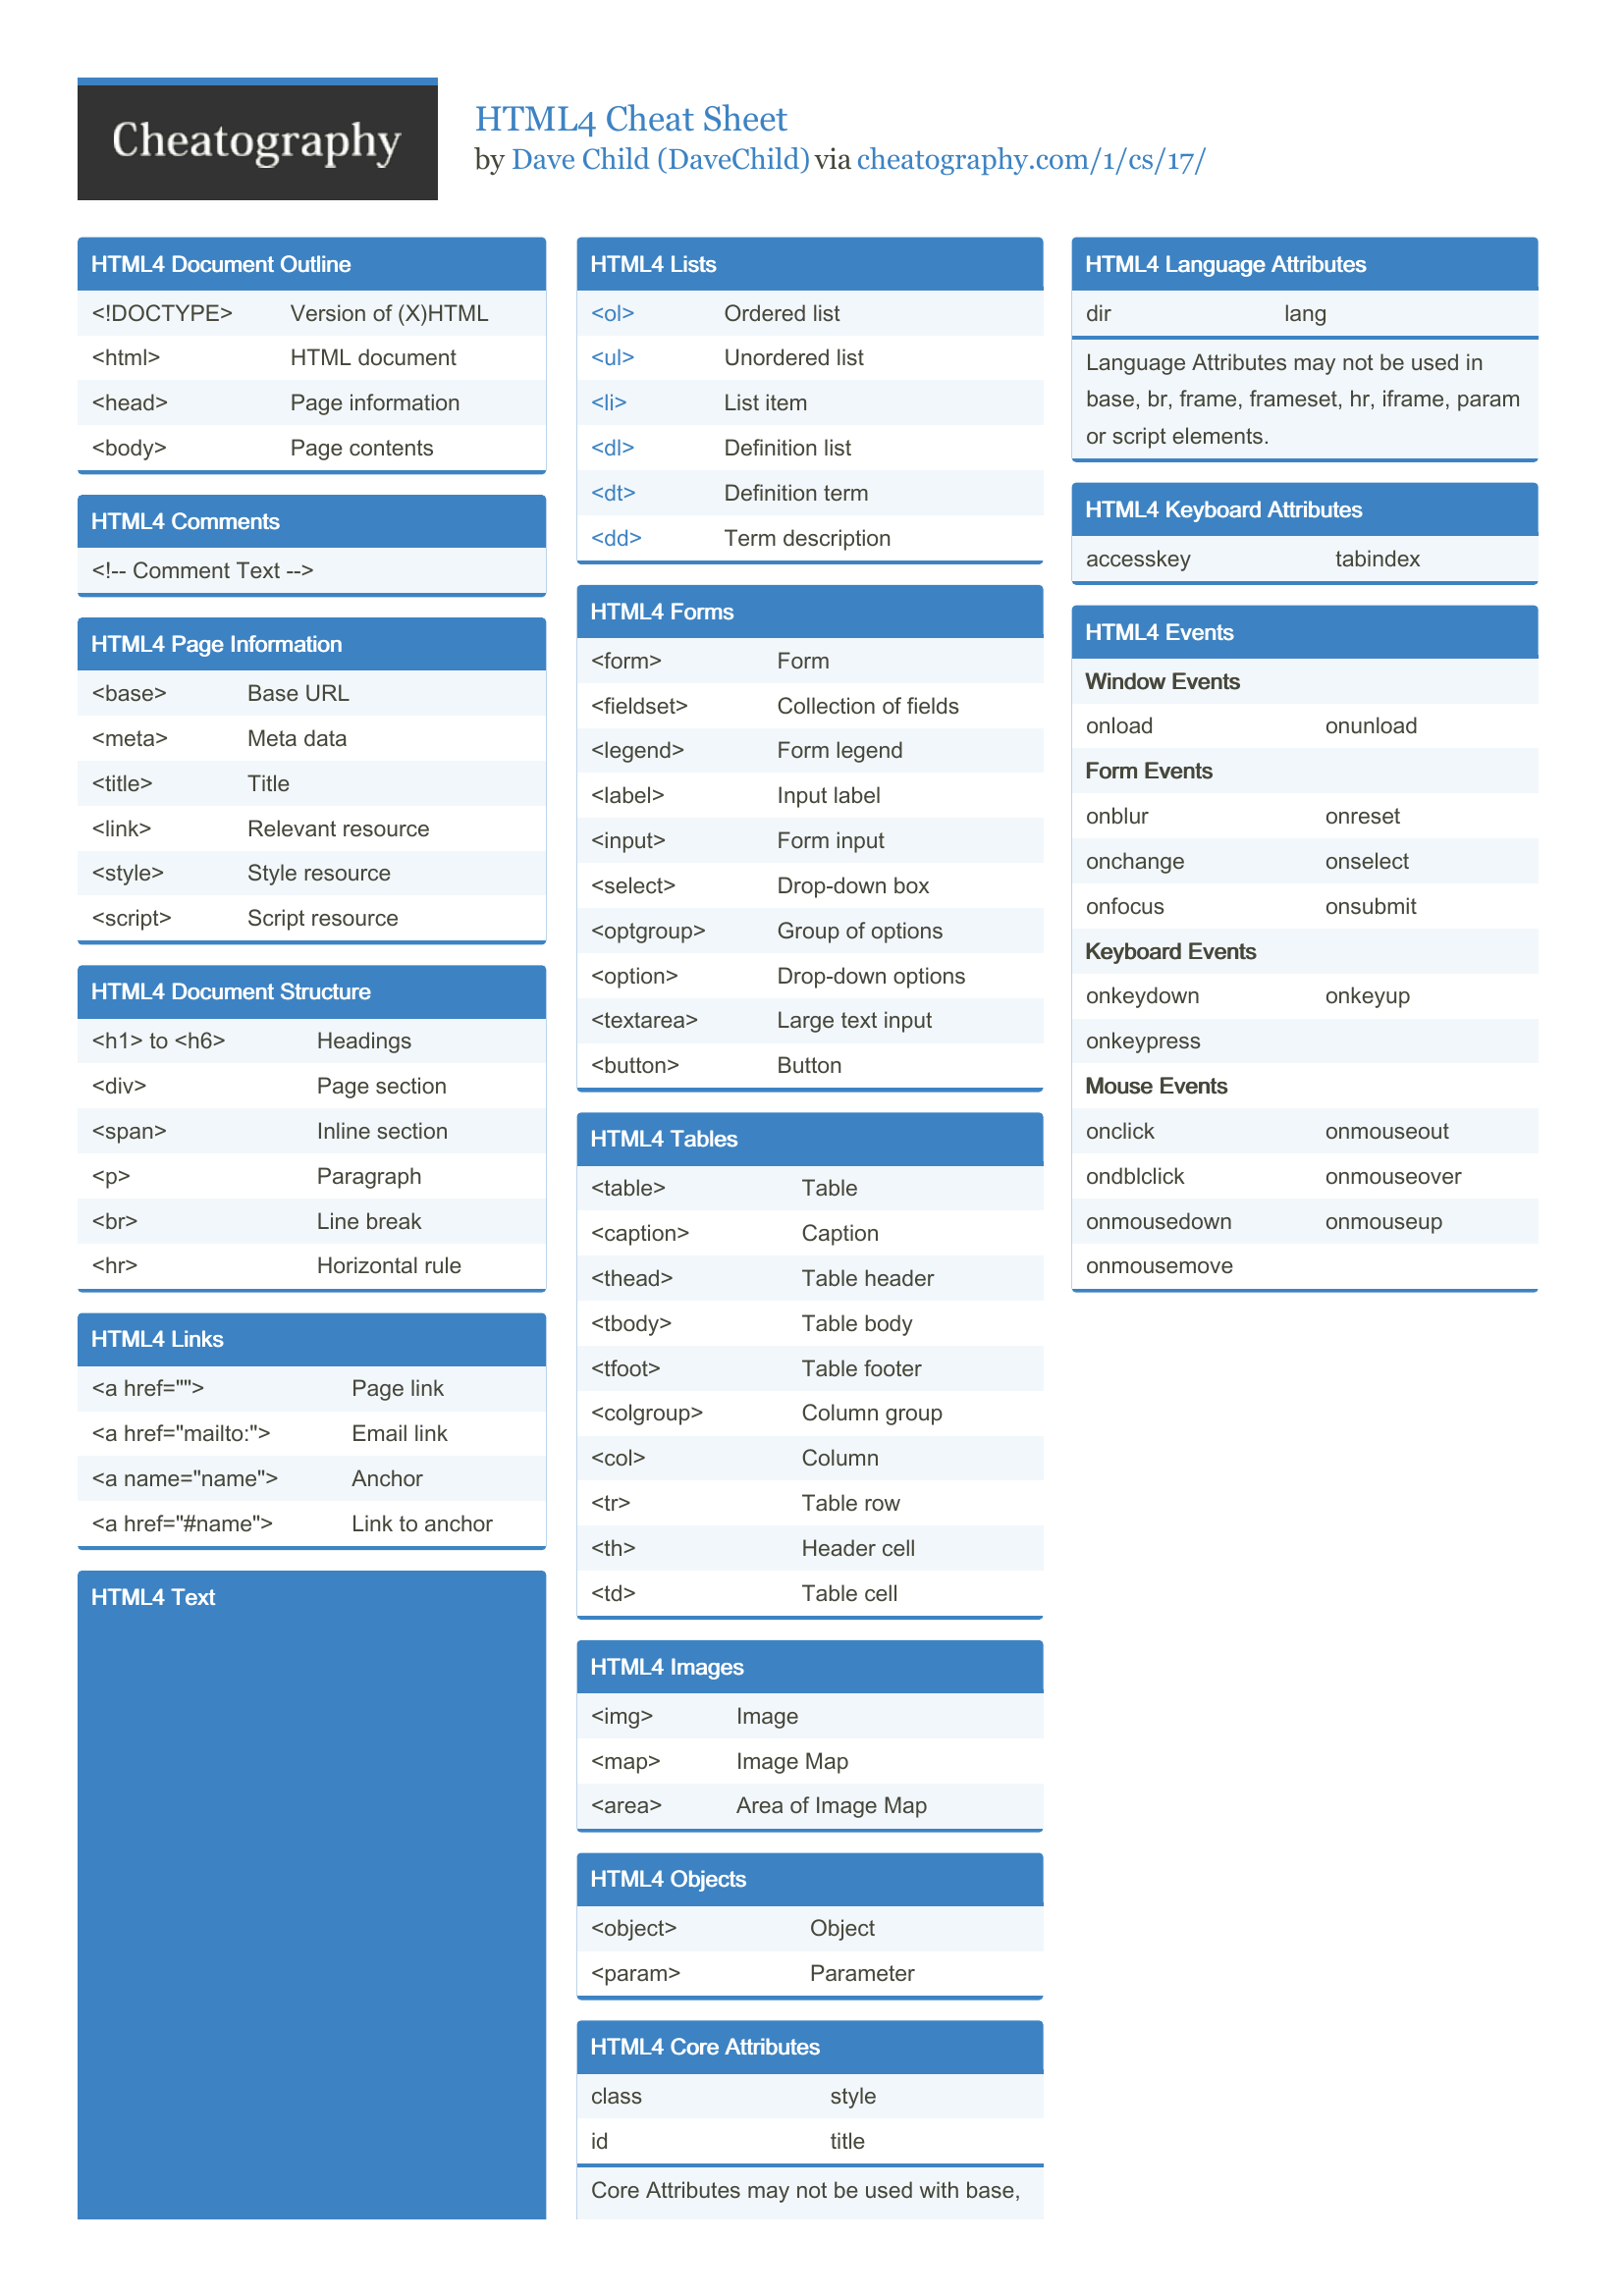 Cheatography
HTML4 Cheat Sheet
by Dave Child (DaveChild) via cheatography.com/1/cs/17/
HTML4 Document Outline
<!DOCTYPE> Version of (X)HTML
<html> HTML document
<head> Page information
<body> Page contents
HTML4 Comments
<!-- Comment Text -->
HTML4 Page Information
<base> Base URL
<meta> Meta data
<title> Title
<link> Relevant resource
<style> Style resource
<script> Script resource
HTML4 Document Structure
<h1> to <h6> Headings
<div> Page section
<span> Inline section
<p> Paragraph
<br> Line break
<hr> Horizontal rule
HTML4 Links
<a href=""> Page link
<a href="mailto:"> Email link
<a name="name"> Anchor
<a href="#name"> Link to anchor
HTML4 Text
HTML4 Lists
<ol> Ordered list
<ul> Unordered list
<li> List item
<dl> Definition list
<dt> Definition term
<dd> Term description
HTML4 Forms
<form> Form
<fieldset> Collection of fields
<legend> Form legend
<label> Input label
<input> Form input
<select> Drop-down box
<optgroup> Group of options
<option> Drop-down options
<textarea> Large text input
<button> Button
HTML4 Tables
<table> Table
<caption> Caption
<thead> Table header
<tbody> Table body
<tfoot> Table footer
<colgroup> Column group
<col> Column
<tr> Table row
<th> Header cell
<td> Table cell
HTML4 Images
<img> Image
<map> Image Map
<area> Area of Image Map
HTML4 Objects
<object> Object
<param> Parameter
HTML4 Core Attributes
class style
id title
Core Attributes may not be used with base,
HTML4 Language Attributes
dir lang
Language Attributes may not be used in
base, br, frame, frameset, hr, iframe, param
or script elements.
HTML4 Keyboard Attributes
accesskey tabindex
HTML4 Events
Window Events
onload onunload
Form Events
onblur onreset
onchange onselect
onfocus onsubmit
Keyboard Events
onkeydown onkeyup
onkeypress
Mouse Events
onclick onmouseout
ondblclick onmouseover
onmousedown onmouseup
onmousemove